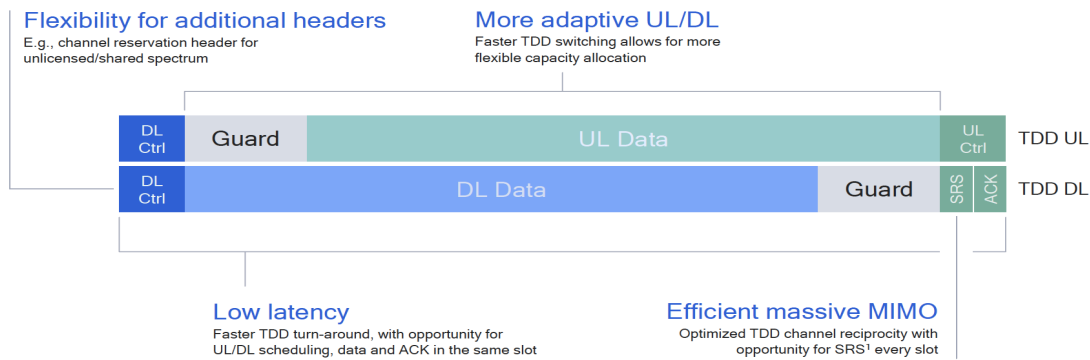 Flexibility for additional headers
E.g., channel reservation header for
unlicensed/shared spectrum
More adaptive UL/DL
Faster TDD switching allows for more
flexible capacity allocation
DL
Ctrl
Guard
UL Data
UL
Ctrl
TDD UL
DL
Ctrl
DL Data
Guard
SRS
ACK
TDD DL
Low latency
Faster TDD turn-around, with opportunity for
UL/DL scheduling, data and ACK in the same slot
Efficient massive MIMO
Optimized TDD channel reciprocity with
opportunity for SRS¹ every slot